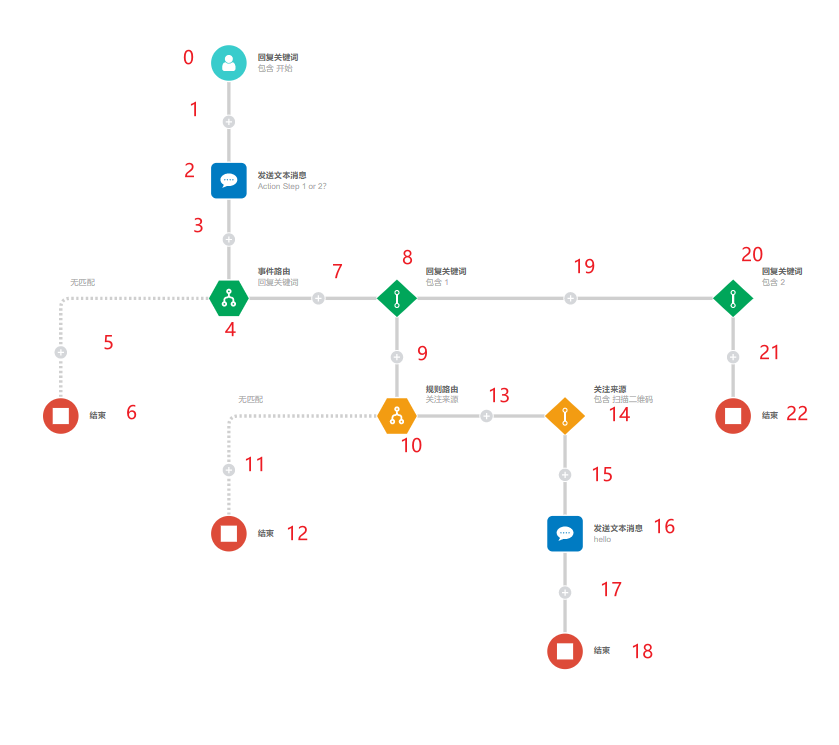 0
回复关键词
包含 开始
1
2
发送文本消息
Action Step 1 or 2?
3
无匹配
事件路由
回复关键词
4
7
8
回复关键词
包含 1
19
20
回复关键词
包含 2
5
9
21
结束
6
无匹配
规则路由
关注来源
10
13
关注来源
包含 扫描二维码
14
结束
22
11
15
结束
12
发送文本消息
hello
16
17
结束
18